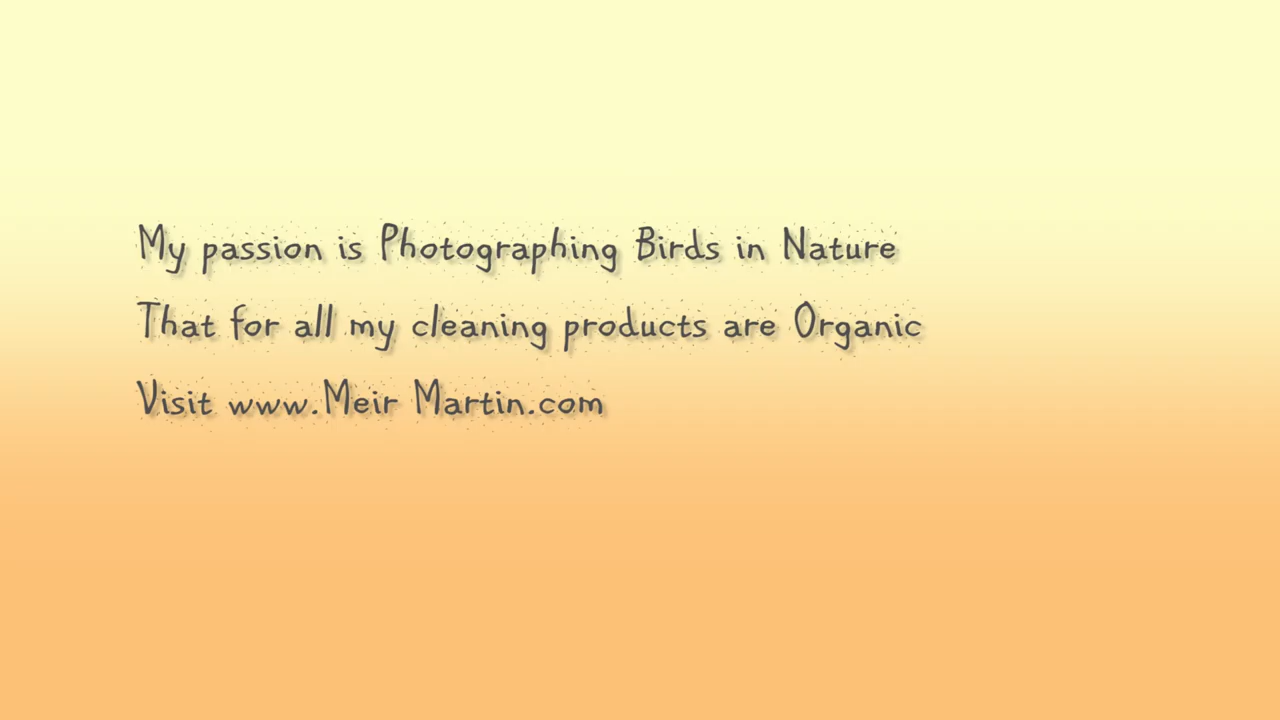 My passion is Photographing Birds in Nature
That for all my cleaning products are Organic
Visit www.Meir Martin.com